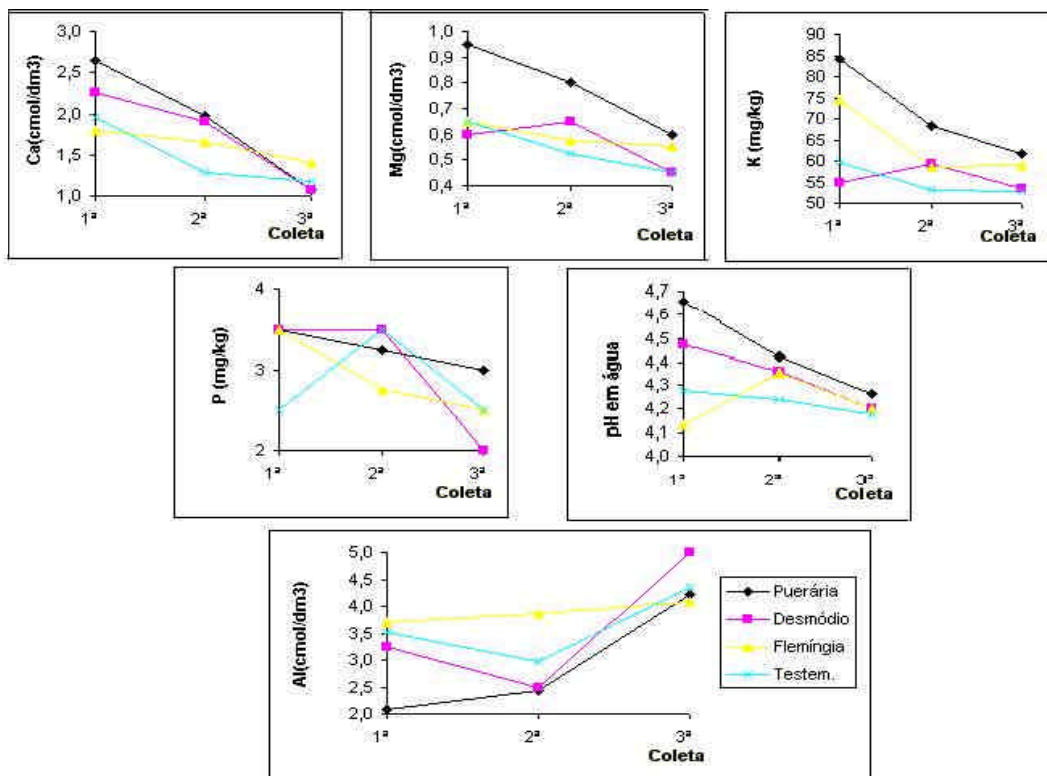 Ca(cmol/dm3)
3,0
2,5
2,0
1,5
1,0
1ª 2ª 3ª
Coleta
Mg(cmol/dm3)
1,0
0,9
0,8
0,7
0,6
0,5
0,4
1ª 2ª 3ª
Coleta
K (mg/kg)
90
85
80
75
70
65
60
55
50
1ª 2ª 3ª
Coleta
P (mg/kg)
4
3
2
1ª 2ª 3ª
Coleta
pH em água
4,7
4,6
4,5
4,4
4,3
4,2
4,1
4,0
1ª 2ª 3ª
Coleta
Al(cmol/dm3)
5,0
4,5
4,0
3,5
3,0
2,5
2,0
1ª 2ª 3ª
Coleta
Puerária
Desmódio
Flemíngia
Testem.